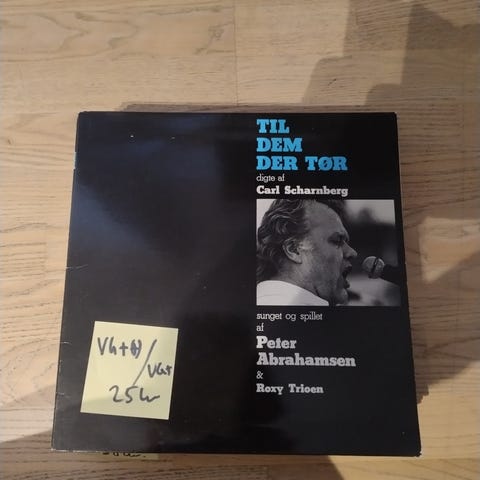 TIL
DEM
DER TØR
digte af
Carl Scharnberg
sunget og spillet
af
Peter
Abrahamsen
&
Roxy Trioen
VG+(+)/VG+
25kr